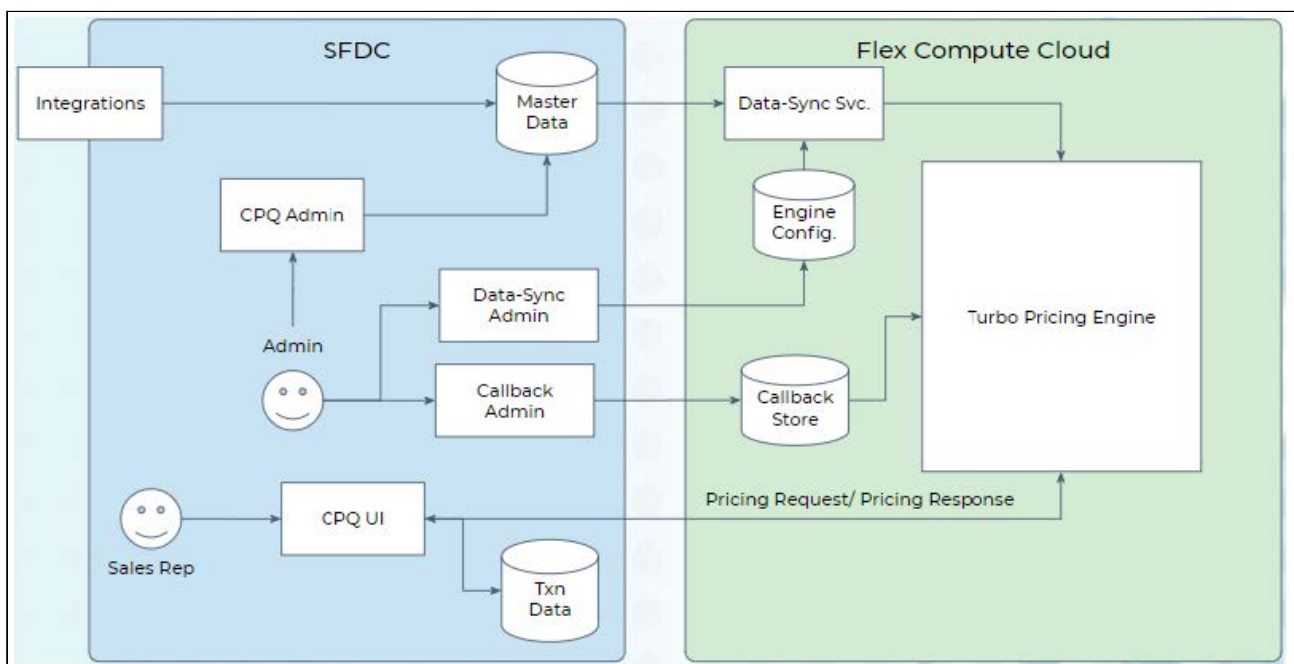 SFDC
Flex Compute Cloud
Integrations
Master
Data
Data-Sync Svc.
CPQ Admin
Engine
Config.
Data-Sync
Admin
Turbo Pricing Engine
Admin
Callback
Admin
Callback
Store
Pricing Request/ Pricing Response
CPQ UI
Sales Rep
Txn
Data